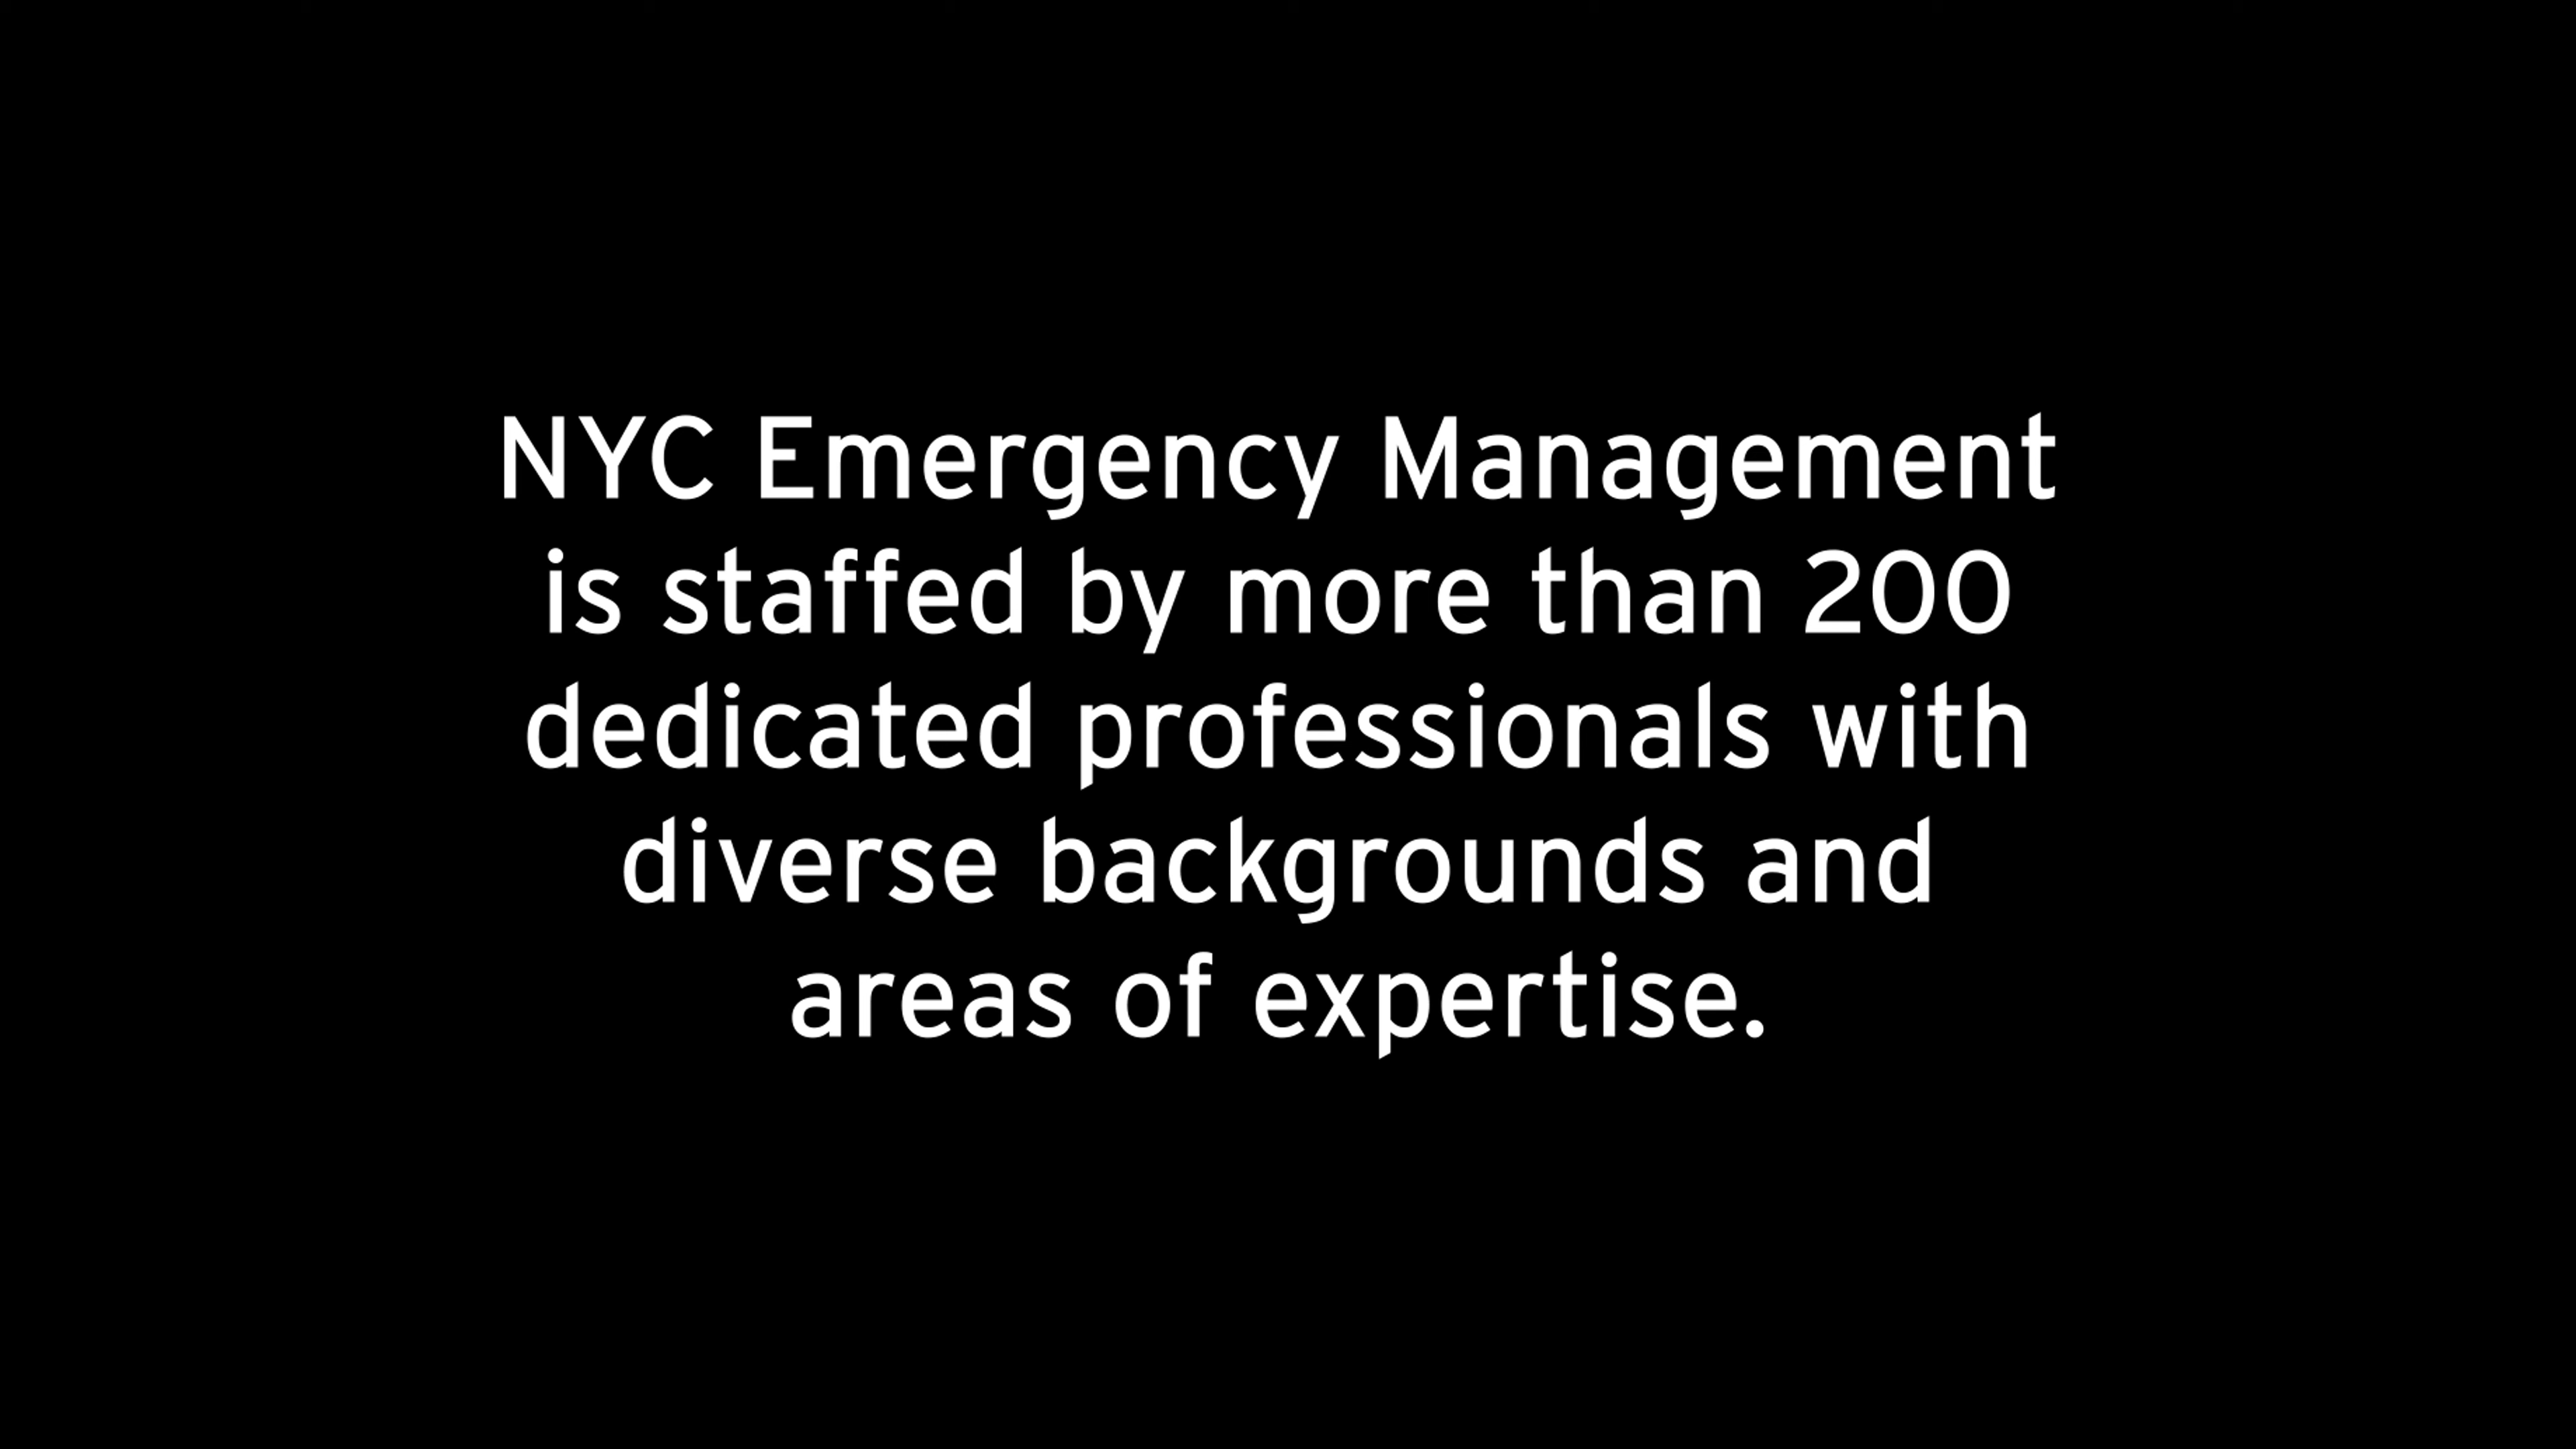 NYC Emergency Management
is staffed by more than 200
dedicated professionals with
diverse backgrounds and
areas of expertise.